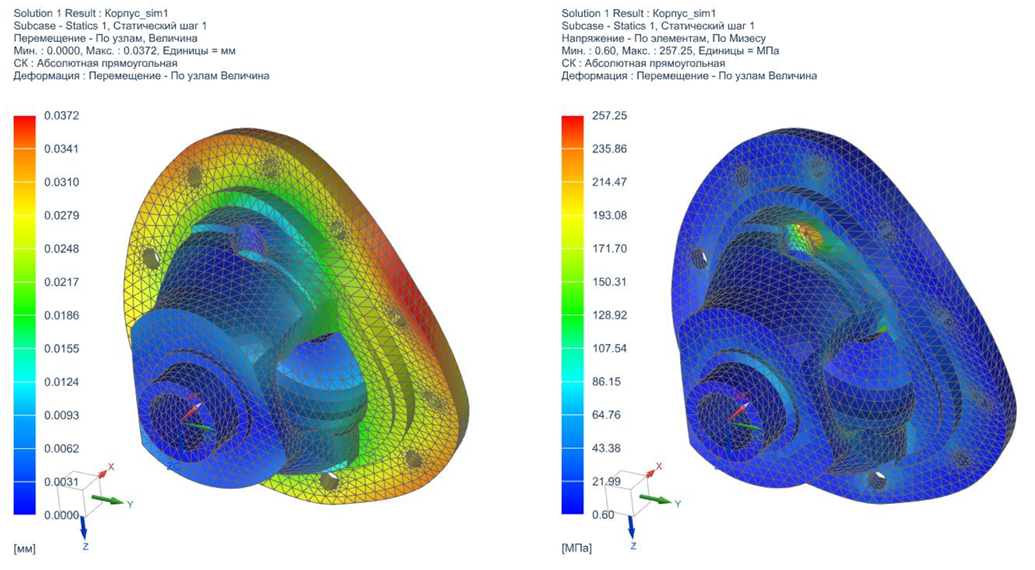 Solution 1 Result : Корпус_sim1
Subcase - Statics 1, Статический шаг 1
Перемещение - По узлам, Величина
Мин. : 0.0000, Макс. : 0.0372, Единицы = мм
СК : Абсолютная прямоугольная
Деформация : Перемещение - По узлам Величина
0.0372
0.0341
0.0310
0.0279
0.0248
0.0217
0.0186
0.0155
0.0124
0.0093
0.0062
0.0031
0.0000
[мм]
X
Y
Z
Solution 1 Result : Корпус_sim1
Subcase - Statics 1, Статический шаг 1
Напряжение - По элементам, По Мизесу
Мин. : 0.60, Макс. : 257.25, Единицы = МПа
СК : Абсолютная прямоугольная
Деформация : Перемещение - По узлам Величина
257.25
235.86
214.47
193.08
171.70
150.31
128.92
107.54
86.15
64.76
43.38
21.99
0.60
[МПа]
X
Y
Z